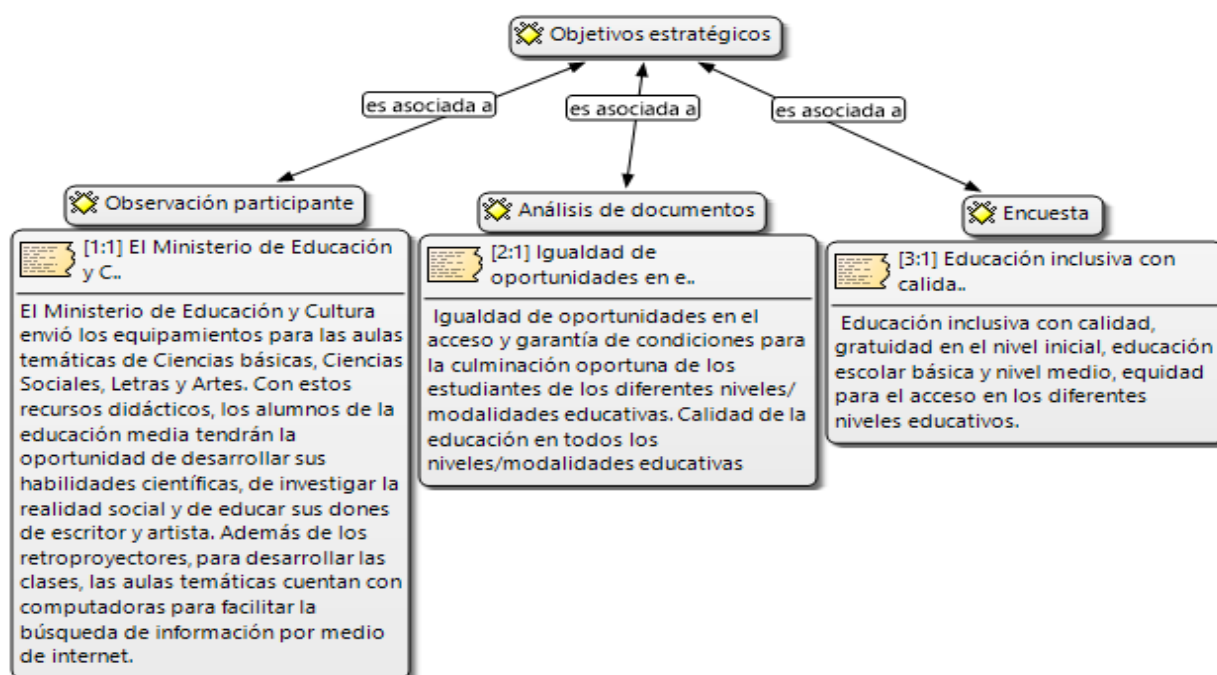 Objetivos estratégicos
es asociada a
es asociada a
es asociada a
Observación participante
[1:1] El Ministerio de Educación
y C..
El Ministerio de Educación y Cultura
envió los equipamientos para las aulas
temáticas de Ciencias básicas, Ciencias
Sociales, Letras y Artes. Con estos
recursos didácticos, los alumnos de la
educación media tendrán la
oportunidad de desarrollar sus
habilidades científicas, de investigar la
realidad social y de educar sus dones
de escritor y artista. Además de los
retroproyectores, para desarrollar las
clases, las aulas temáticas cuentan con
computadoras para facilitar la
búsqueda de información por medio
de internet.
Análisis de documentos
[2:1] Igualdad de
oportunidades en e..
Igualdad de oportunidades en el
acceso y garantía de condiciones para
la culminación oportuna de los
estudiantes de los diferentes niveles/
modalidades educativas. Calidad de la
educación en todos los
niveles/modalidades educativas
Encuesta
[3:1] Educación inclusiva con
calida..
Educación inclusiva con calidad,
gratuidad en el nivel inicial, educación
escolar básica y nivel medio, equidad
para el acceso en los diferentes
niveles educativos.